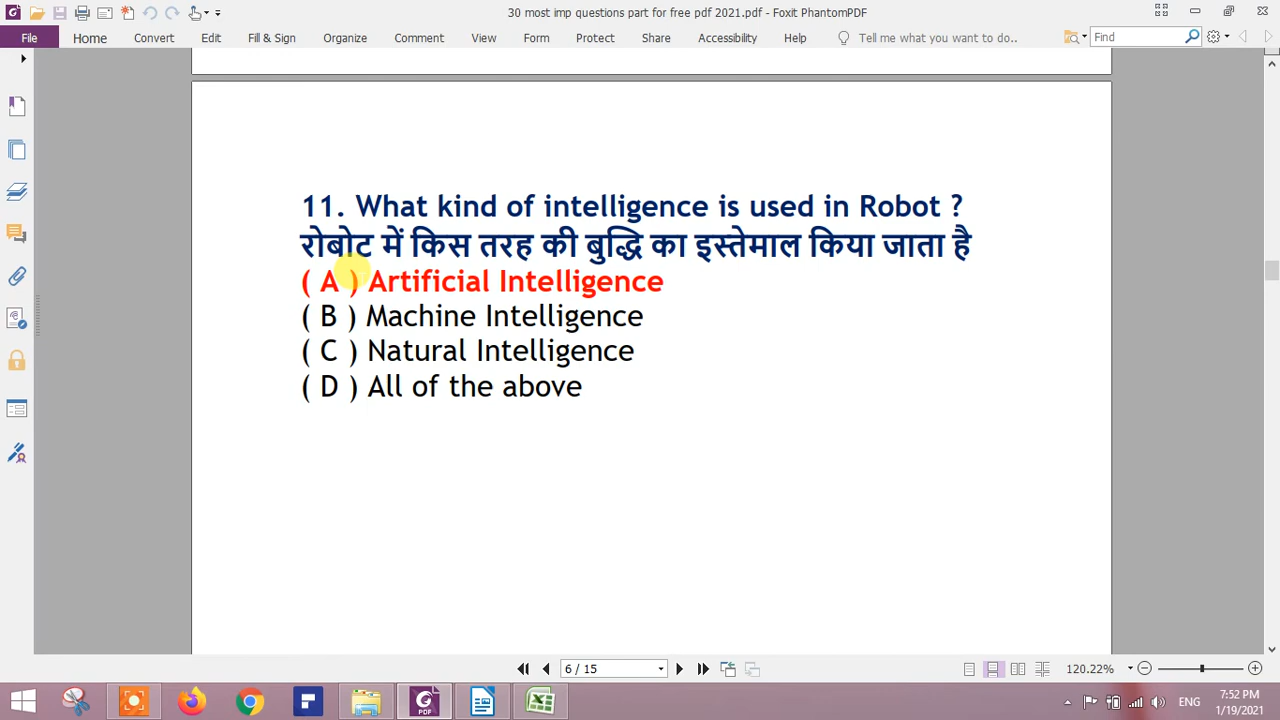 30 most imp questions part for free pdf 2021.pdf - Foxit PhantomPDF
File Home Convert Edit Fill & Sign Organize Comment View Form Protect Share Accessibility Help Tell me what you want to do.. Find
11. What kind of intelligence is used in Robot ?
रोबोट में किस तरह की बुद्धि का इस्तेमाल किया जाता है
( A ) Artificial Intelligence
( B ) Machine Intelligence
( C ) Natural Intelligence
( D ) All of the above
6 / 15
120.22%
PDF
ENG
7:52 PM
1/19/2021